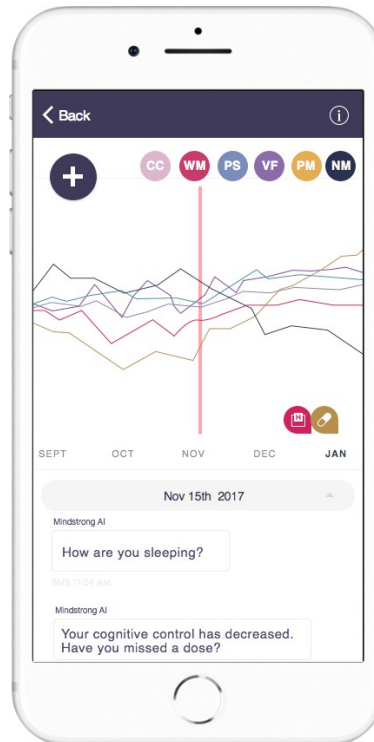 Back
i
+
CC WM PS VF PM NM
H
SEPT OCT NOV DEC JAN
Nov 15th 2017
Mindstrong AI
How are you sleeping?
SMS 11:04 AM
Mindstrong AI
Your cognitive control has decreased.
Have you missed a dose?